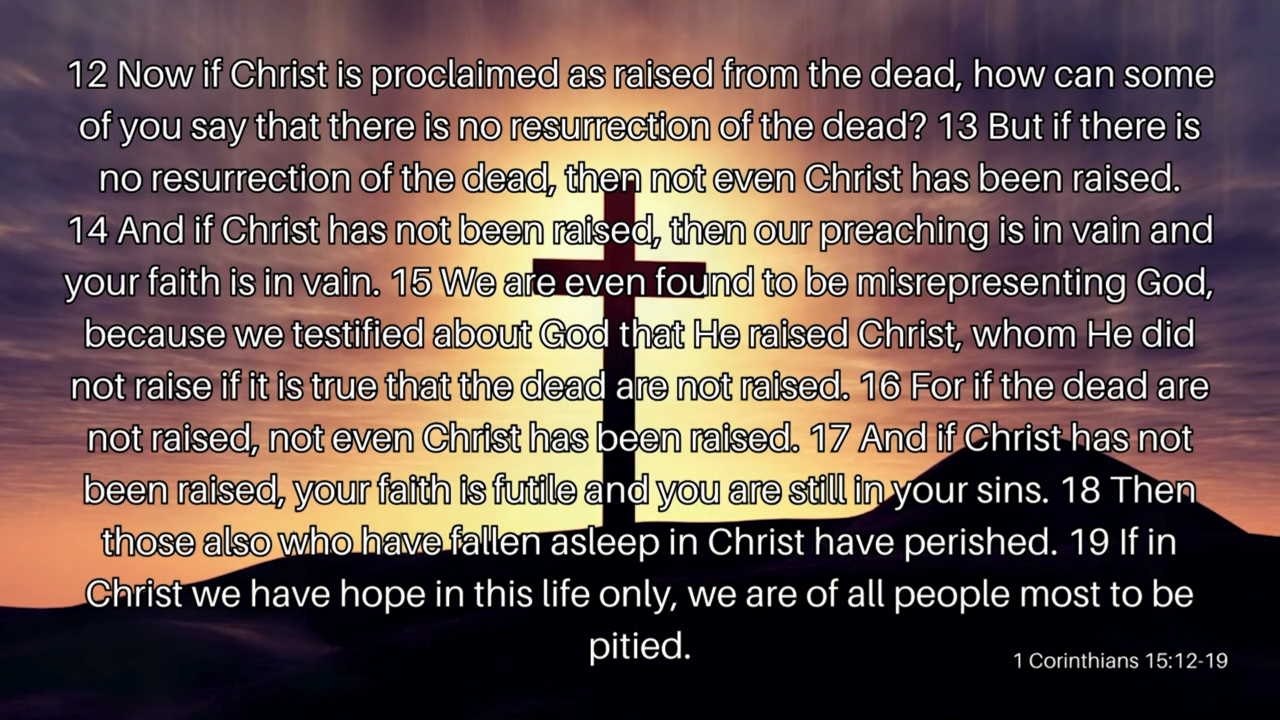 12 Now if Christ is proclaimed as raised from the dead, how can some
of you say that there is no resurrection of the dead? 13 But if there is
no resurrection of the dead, then not even Christ has been raised.
14 And if Christ has not been raised, then our preaching is in vain and
your faith is in vain. 15 We are even found to be misrepresenting God,
because we testified about God that He raised Christ, whom He did
not raise if it is true that the dead are not raised. 16 For if the dead are
not raised, not even Christ has been raised. 17 And if Christ has not
been raised, your faith is futile and you are still in your sins. 18 Then
those also who have fallen asleep in Christ have perished. 19 If in
Christ we have hope in this life only, we are of all people most to be
pitied.
1 Corinthians 15:12-19